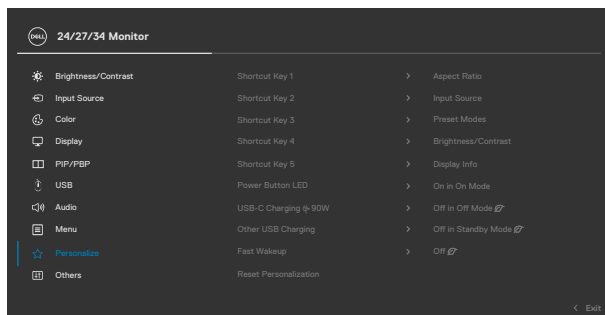 DELL 24/27/34 Monitor
Brightness/Contrast Shortcut Key 1 > Aspect Ratio
Input Source Shortcut Key 2 > Input Source
Color Shortcut Key 3 > Preset Modes
Display Shortcut Key 4 > Brightness/Contrast
PIP/PBP Shortcut Key 5 > Display Info
USB Power Button LED > On in On Mode
Audio USB-C Charging 90W > Off in Off Mode
Menu Other USB Charging > Off in Standby Mode
Personalize Fast Wakeup > Off
Others Reset Personalization
< Exit